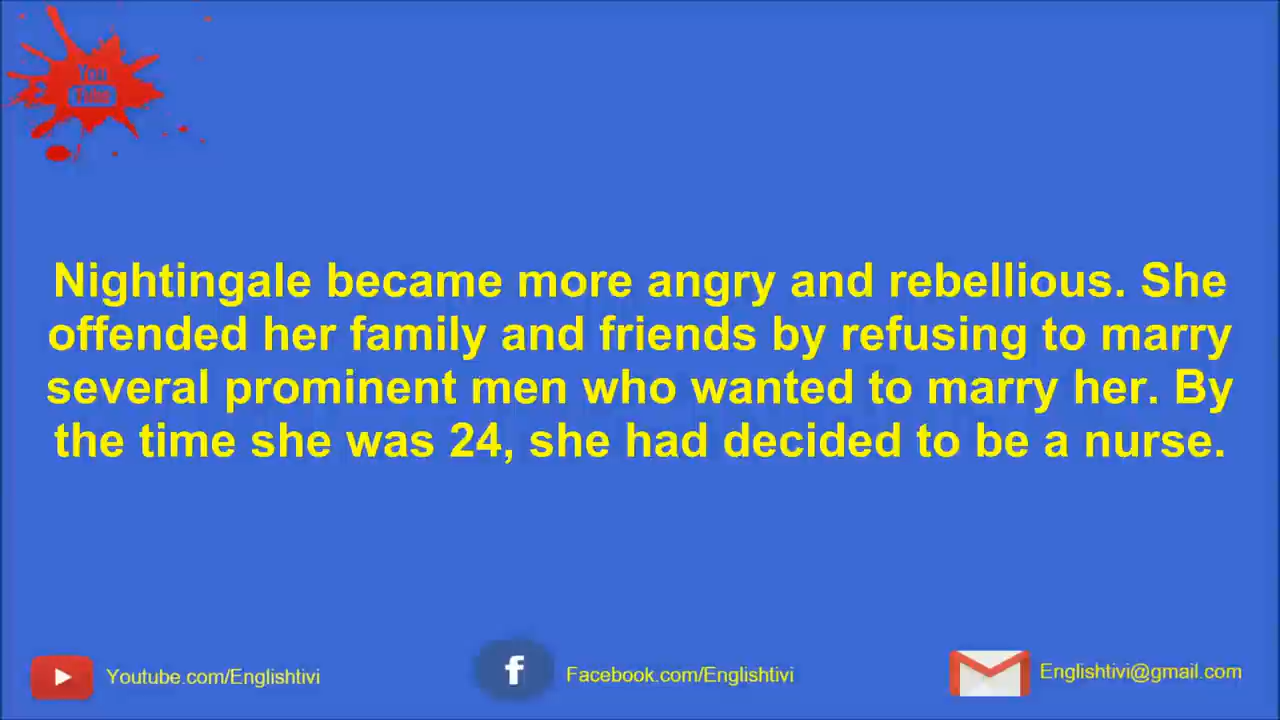 You
Tube
Nightingale became more angry and rebellious. She
offended her family and friends by refusing to marry
several prominent men who wanted to marry her. By
the time she was 24, she had decided to be a nurse.
Youtube.com/Englishtivi
f
Facebook.com/Englishtivi
Englishtivi@gmail.com